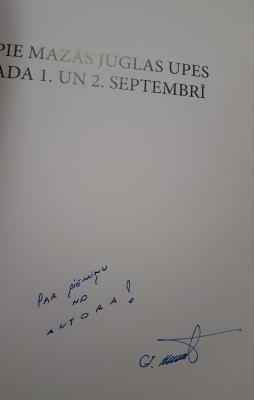 PIE MAZĀS JUGLAS UPES
ADA 1. UN 2. SEPTEMBRĪ
PAR PIEMIŅU
NO
AUTORA!